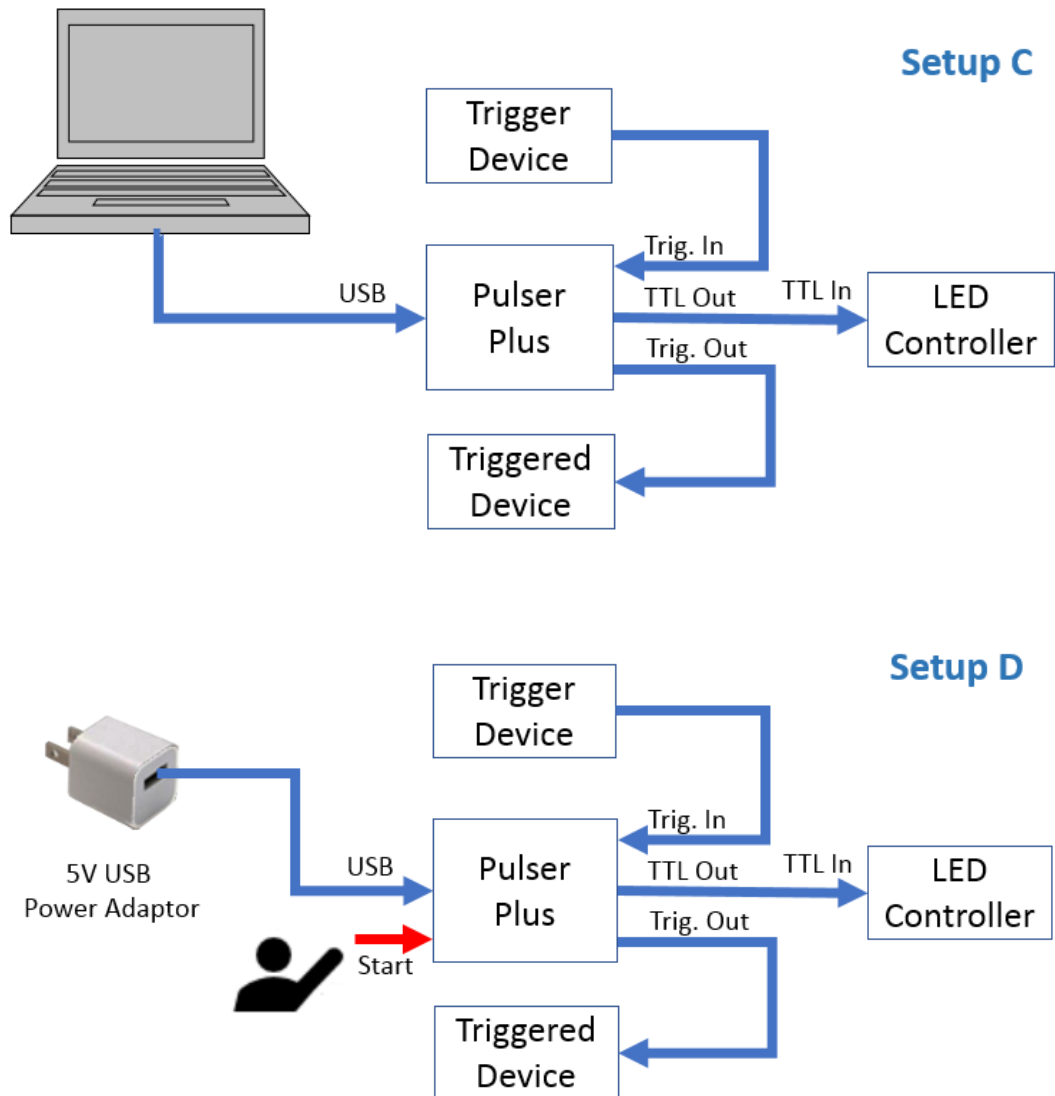 Setup C
Trigger
Device
Trig. In
USB
Pulser
Plus
TTL Out
TTL In
LED
Controller
Trig. Out
Triggered
Device
Setup D
Trigger
Device
5V USB
Power Adaptor
Trig. In
USB
Pulser
Plus
TTL Out
TTL In
LED
Controller
Trig. Out
Start
Triggered
Device